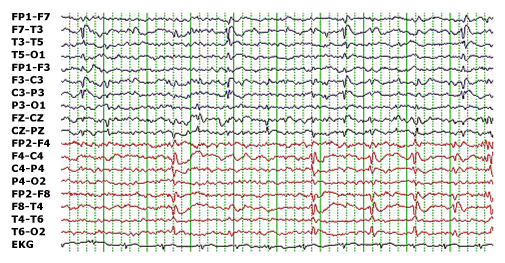 FP1-F7
F7-T3
T3-T5
T5-O1
FP1-F3
F3-C3
C3-P3
P3-O1
FZ-CZ
CZ-PZ
FP2-F4
F4-C4
C4-P4
P4-O2
FP2-F8
F8-T4
T4-T6
T6-O2
EKG